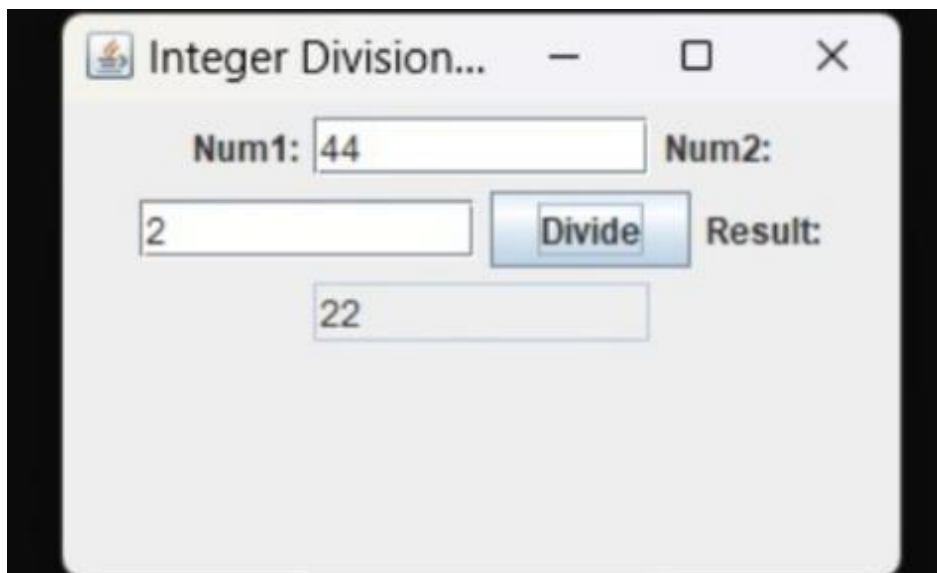 Integer Division...
Num1: 44 Num2:
2 Divide Result:
22